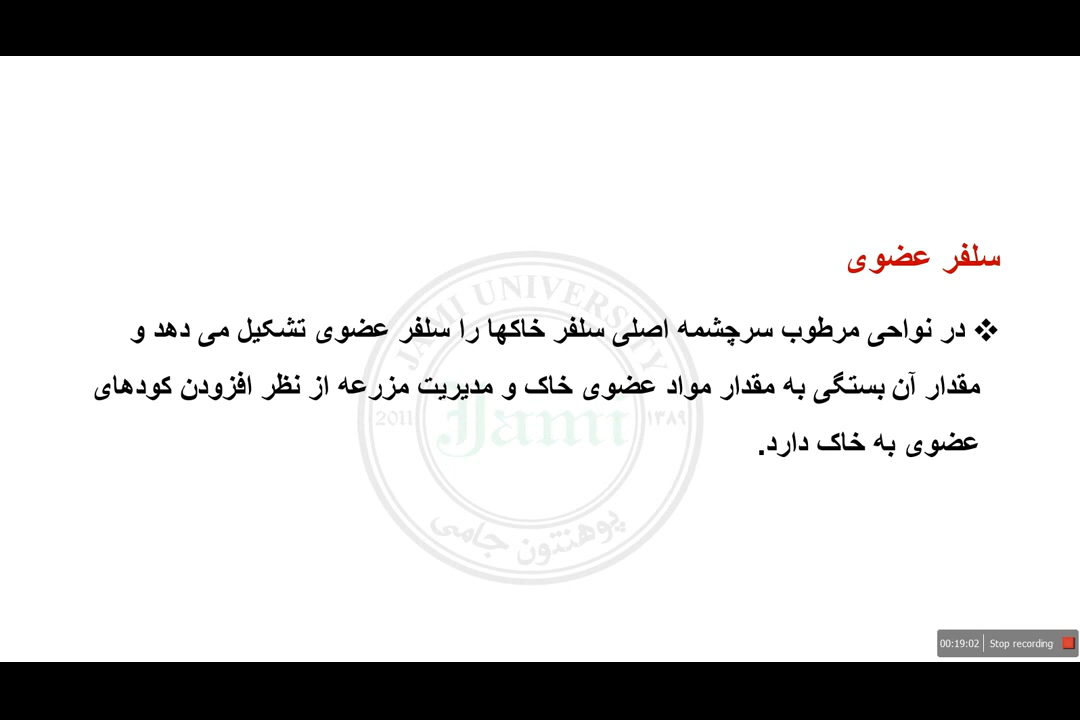 سلفر عضوی
❖ در نواحی مرطوب سرچشمه اصلی سلفر خاکها را سلفر عضوی تشکیل می دهد و
مقدار آن بستگی به مقدار مواد عضوی خاک و مدیریت مزرعه از نظر افزودن کودهای
عضوی به خاک دارد.
JAMI UNIVERSITY
2011 Jami ۱۳۸۹
پوهنتون جامی
00:19:02 Stop recording